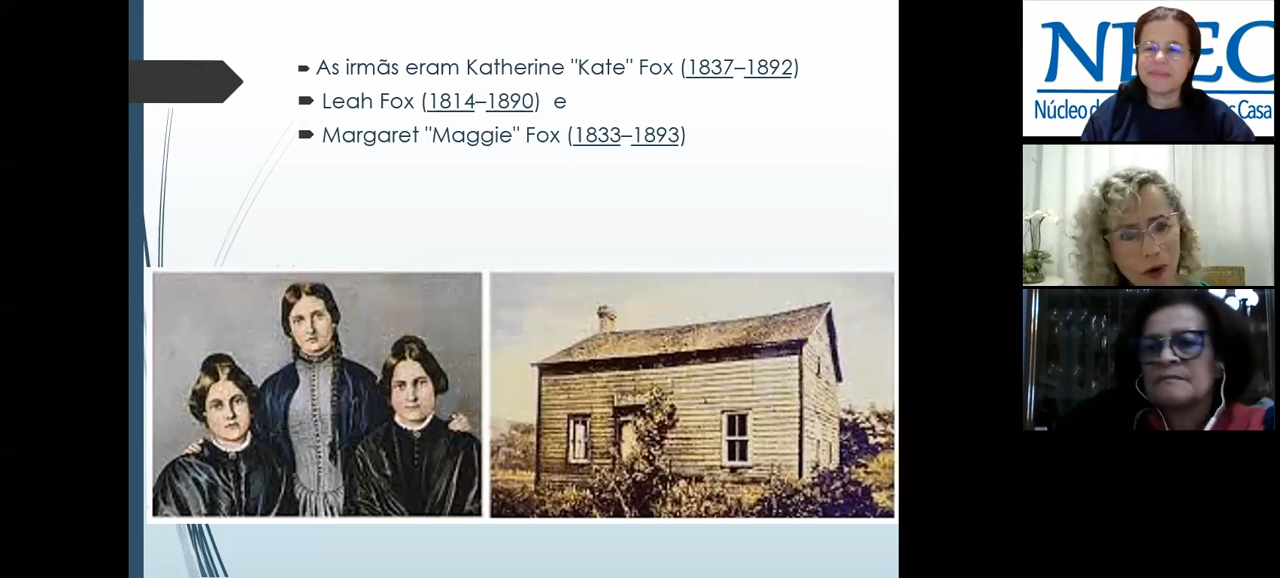 As irmãs eram Katherine "Kate" Fox (1837–1892)
Leah Fox (1814–1890) e
Margaret "Maggie" Fox (1833–1893)
Núcleo
Casa